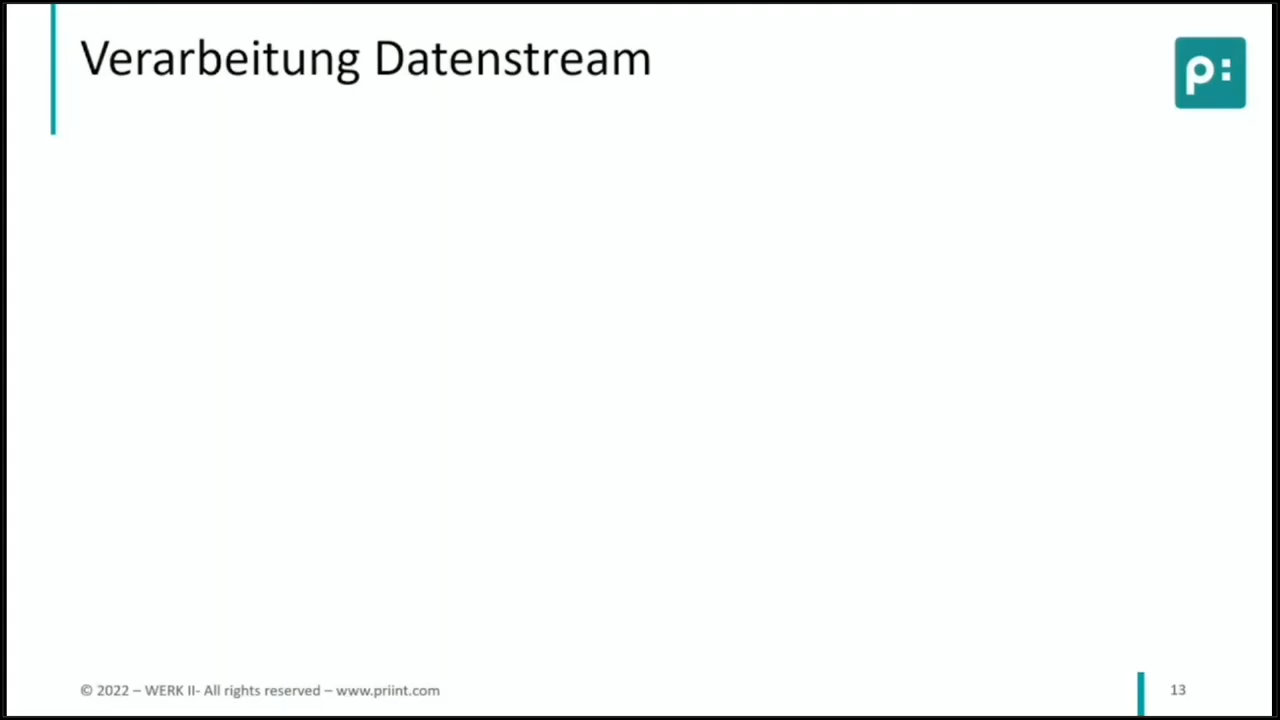 Verarbeitung Datenstream
p:
© 2022 – WERK II- All rights reserved – www.priint.com
13